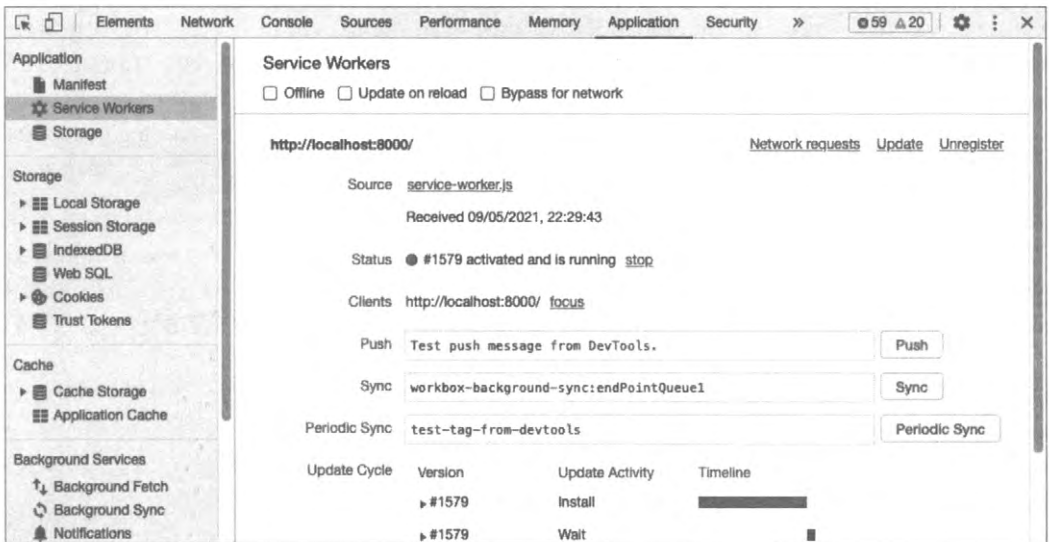 Elements Network Console Sources Performance Memory Application Security » 59 20
Application
Manifest
Service Workers
Storage
Storage
Local Storage
Session Storage
IndexedDB
Web SQL
Cookies
Trust Tokens
Cache
Cache Storage
Application Cache
Background Services
Background Fetch
Background Sync
Notifications
Service Workers
Offline Update on reload Bypass for network
http://localhost:8000/ Network requests Update Unregister
Source service-worker.js
Received 09/05/2021, 22:29:43
Status #1579 activated and is running stop
Clients http://localhost:8000/ focus
Push Test push message from DevTools. Push
Sync workbox-background-sync:endPointQueue1 Sync
Periodic Sync test-tag-from-devtools Periodic Sync
Update Cycle Version Update Activity Timeline
#1579 Install
#1579 Wait